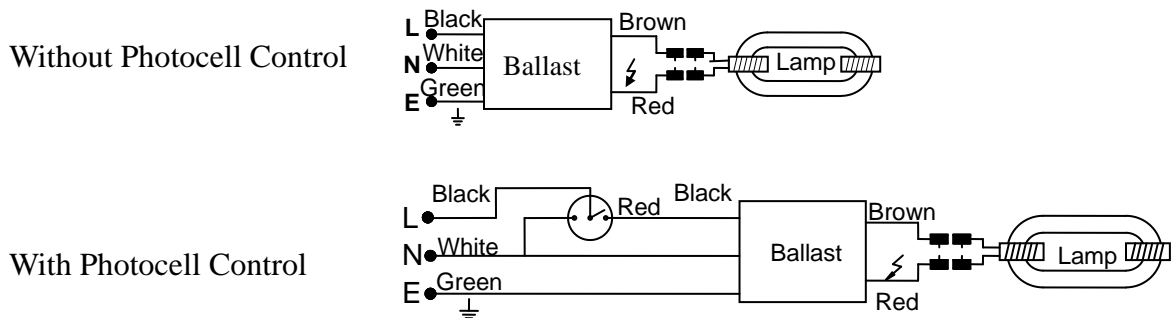 Without Photocell Control
L Black
N White
E Green
Ballast
Brown
Red
Lamp
With Photocell Control
L Black
Red Black
N White
E Green
Ballast
Brown
Red
Lamp